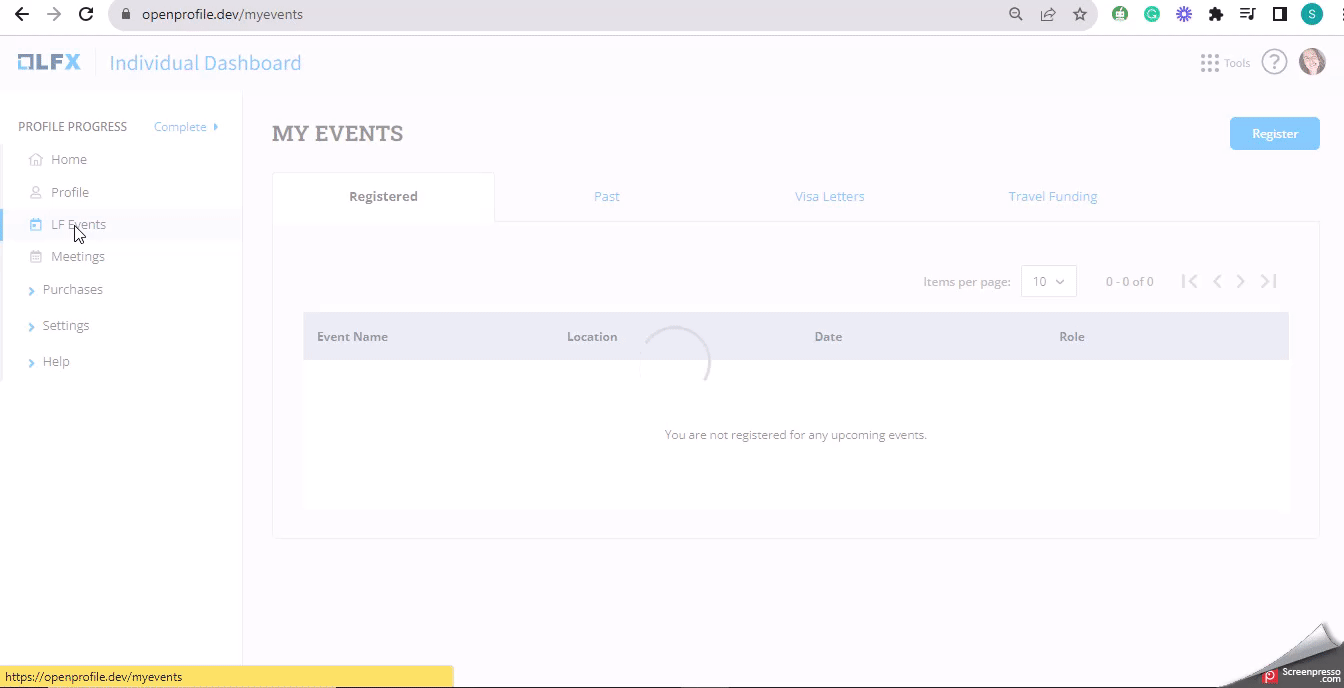 openprofile.dev/myevents
S
LFX Individual Dashboard
Tools ?
PROFILE PROGRESS Complete
Home
Profile
LF Events
Meetings
Purchases
Settings
Help
MY EVENTS
Register
Registered Past Visa Letters Travel Funding
Items per page: 10 0 - 0 of 0
Event Name Location Date Role
You are not registered for any upcoming events.
https://openprofile.dev/myevents
Screenpresso
.com